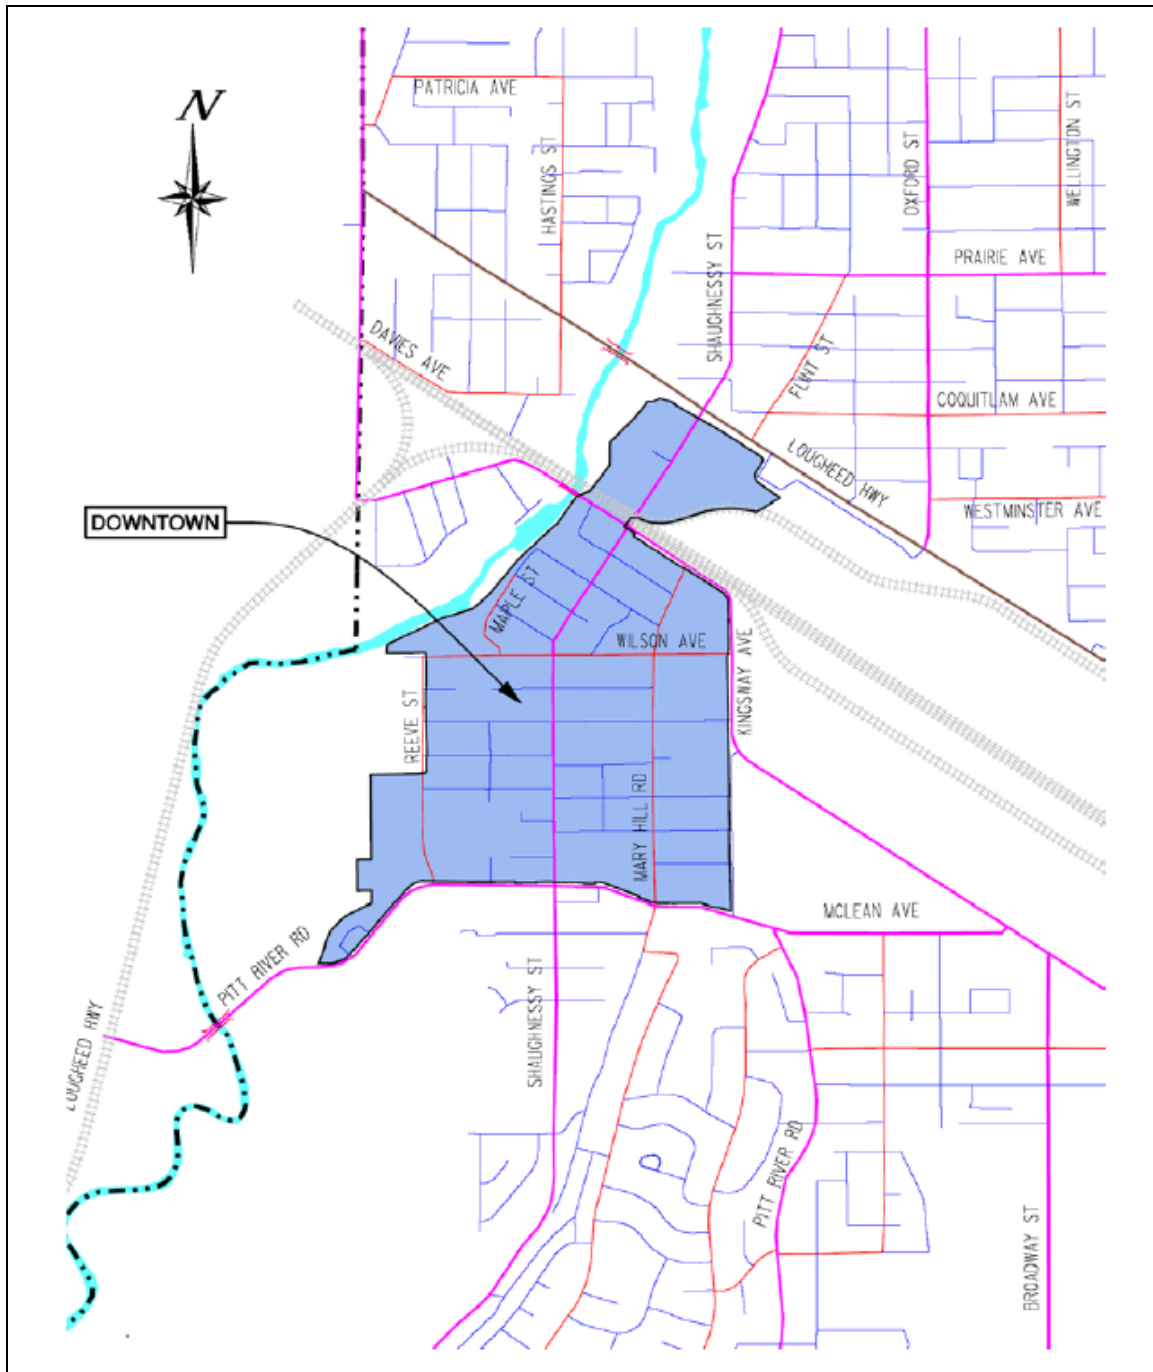 N
PATRICIA AVE
HASTINGS ST
OXFORD ST
WELLINGTON ST
SHAUGHNESSY ST
PRAIRIE AVE
DAVIES AVE
FLINT ST
COQUITLAM AVE
LOUGHEED HWY
WESTMINSTER AVE
DOWNTOWN
MAPLE ST
WILSON AVE
KINGSWAY AVE
REEVE ST
MARY HILL RD
MCLEAN AVE
PITT RIVER RD
SHAUGHNESSY ST
LOUGHEED HWY
PITT RIVER RD
BROADWAY ST